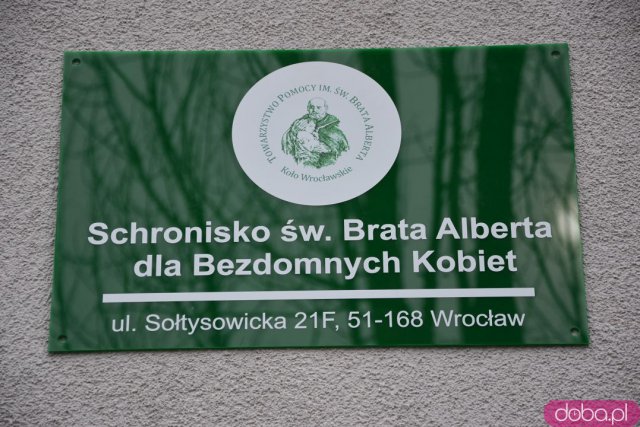 TOWARZYSTWO POMOCY IM. ŚW. BRATA ALBERTA
Koło Wrocławskie
Schronisko św. Brata Alberta
dla Bezdomnych Kobiet
ul. Sołtysowicka 21F, 51-168 Wrocław
doba.pl